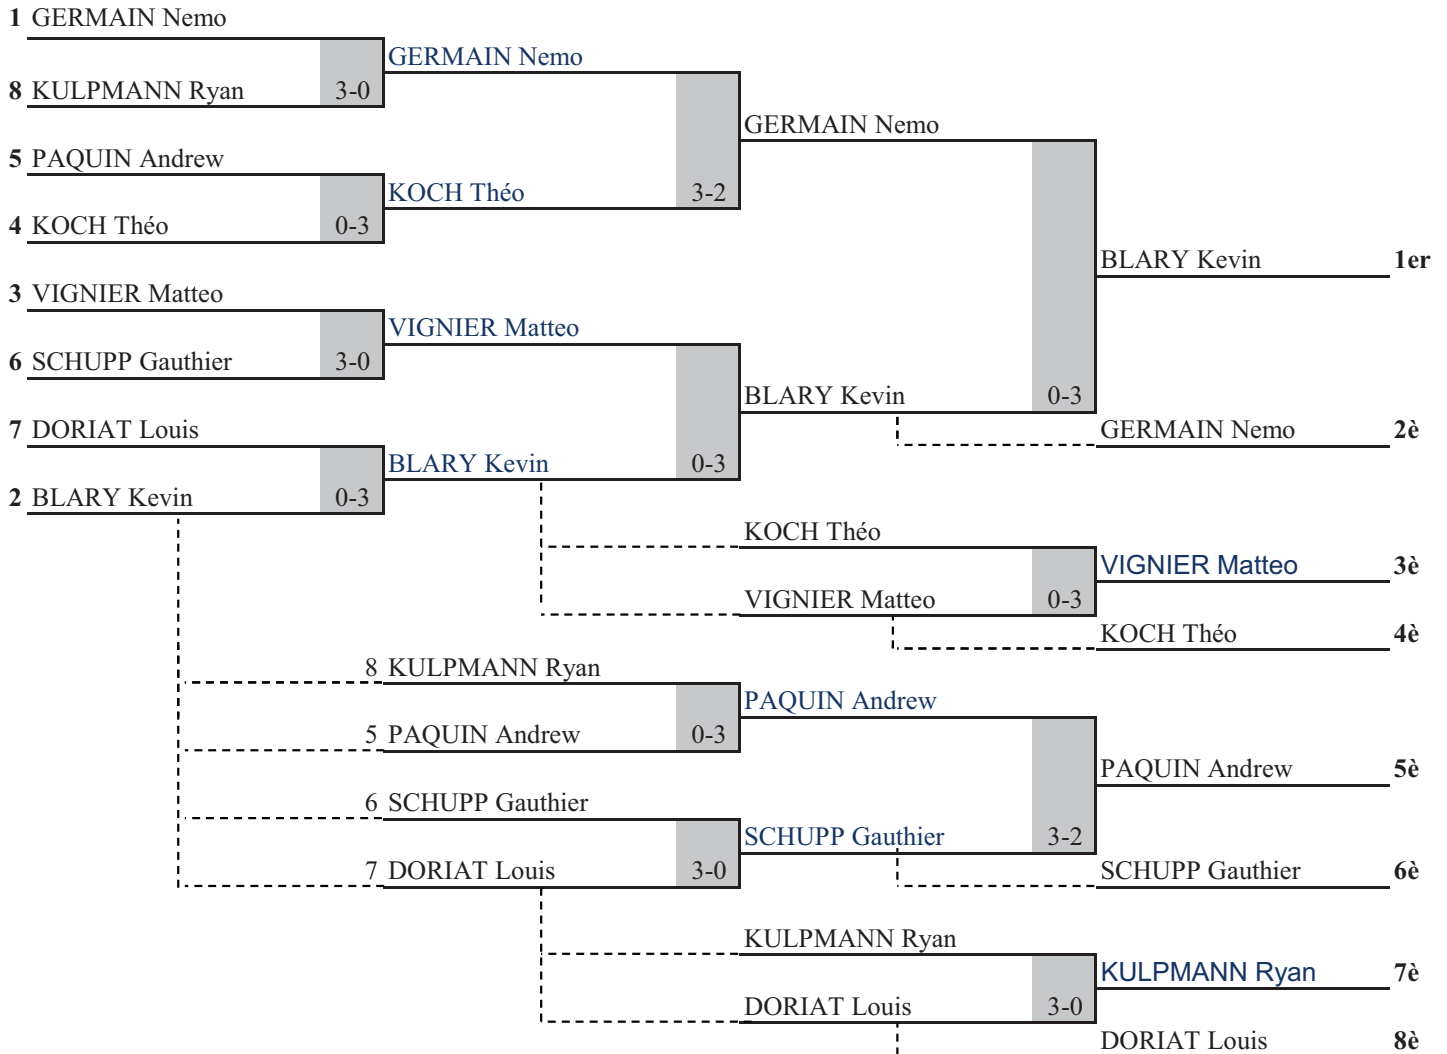 1 GERMAIN Nemo
GERMAIN Nemo
8 KULPMANN Ryan 3-0
GERMAIN Nemo
5 PAQUIN Andrew
KOCH Théo 3-2
4 KOCH Théo 0-3
BLARY Kevin 1er
3 VIGNIER Matteo
VIGNIER Matteo
6 SCHUPP Gauthier 3-0
BLARY Kevin 0-3
7 DORIAT Louis GERMAIN Nemo 2è
BLARY Kevin 0-3
2 BLARY Kevin 0-3
KOCH Théo
VIGNIER Matteo 3è
VIGNIER Matteo 0-3
KOCH Théo 4è
8 KULPMANN Ryan
PAQUIN Andrew
5 PAQUIN Andrew 0-3
PAQUIN Andrew 5è
6 SCHUPP Gauthier
SCHUPP Gauthier 3-2
7 DORIAT Louis 3-0 SCHUPP Gauthier 6è
KULPMANN Ryan
KULPMANN Ryan 7è
DORIAT Louis 3-0
DORIAT Louis 8è